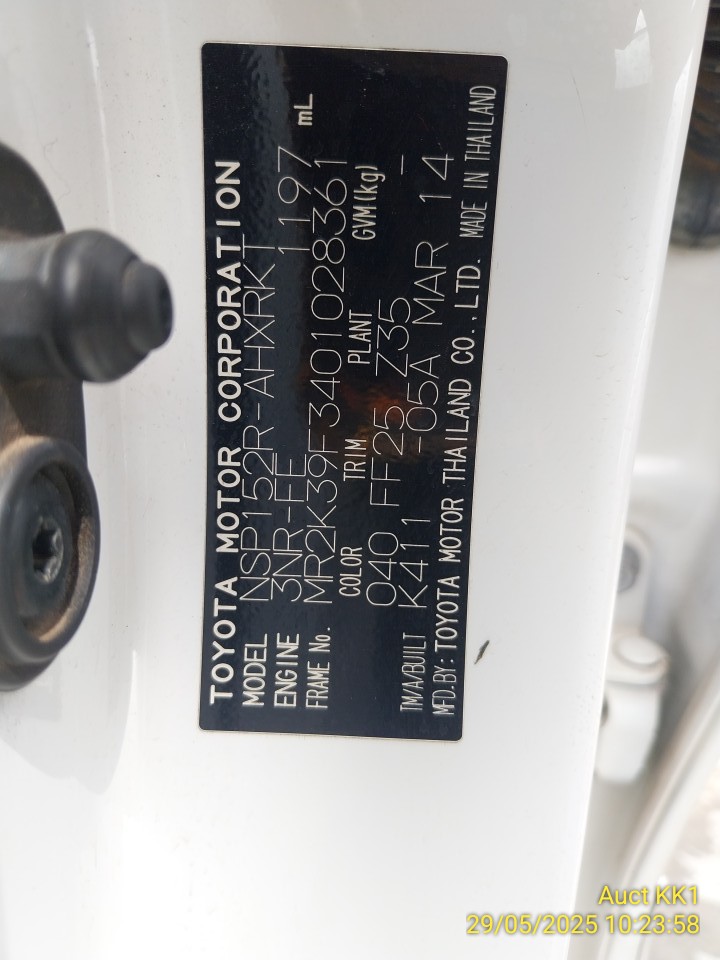 TOYOTA MOTOR CORPORATION
MODEL NSP152R-AHXRKT
ENGINE 3NR-FE 1197 mL
FRAME No. MR2K39F3401028361
COLOR TRIM PLANT GVM(kg)
040 FF25 Z35 -
TM/A/BUILT K411 -05A MAR 14
MFD.BY: TOYOTA MOTOR THAILAND CO.,LTD. MADE IN THAILAND
Auct KK1
29/05/2025 10:23:58